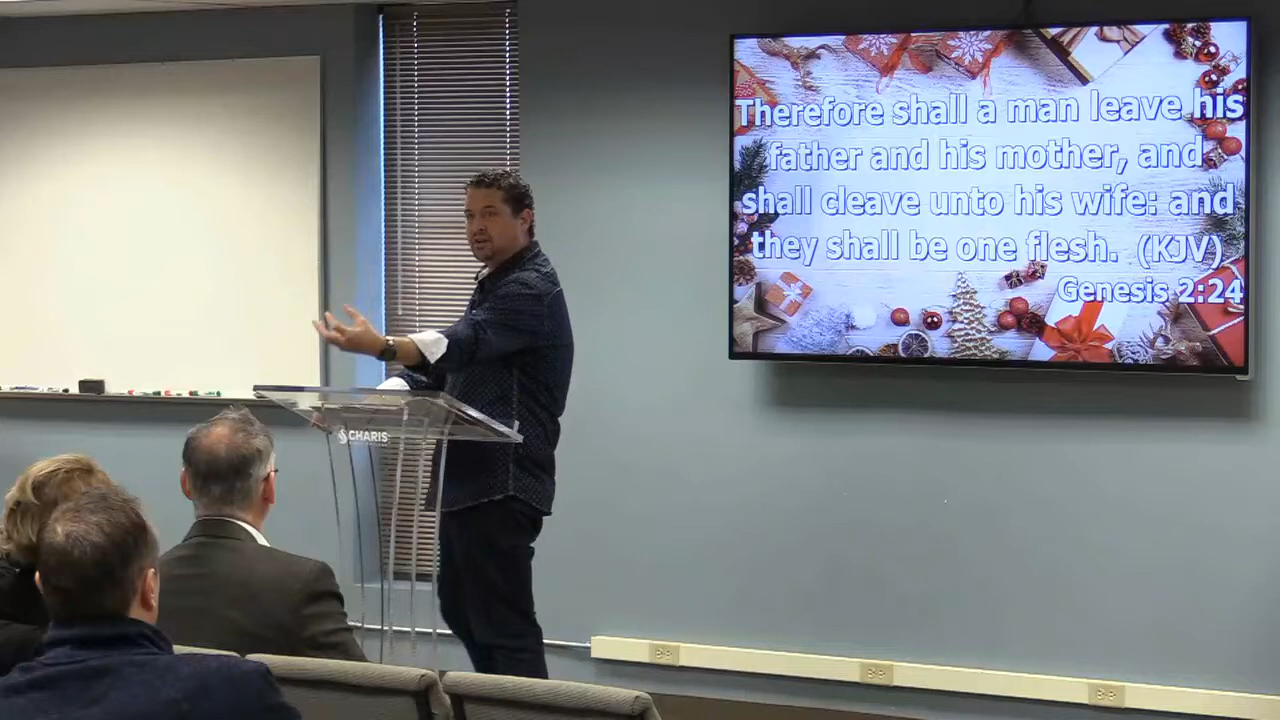 Therefore shall a man leave his
father and his mother, and
shall cleave unto his wife: and
they shall be one flesh. (KJV)
Genesis 2:24
CHARIS